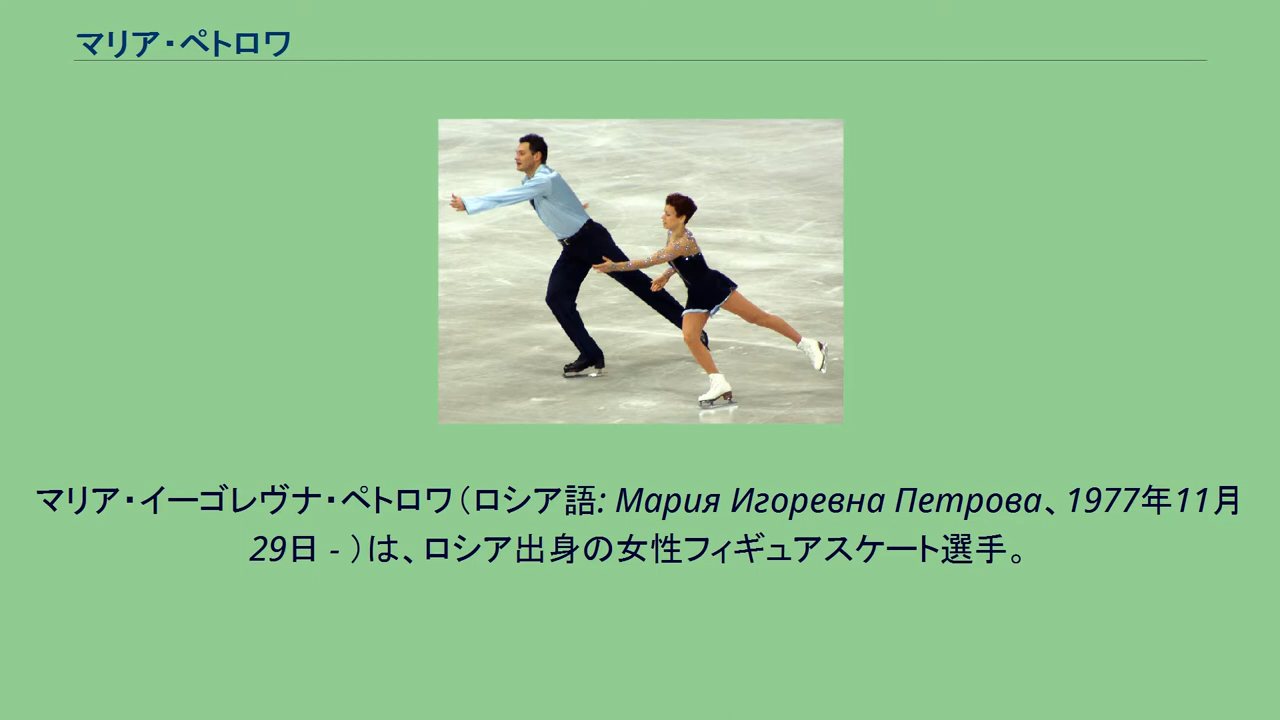 マリア・ペトロワ
マリア・イーゴレヴナ・ペトロワ（ロシア語: Мария Игоревна Петрова、1977年11月
29日 - ）は、ロシア出身の女性フィギュアスケート選手。